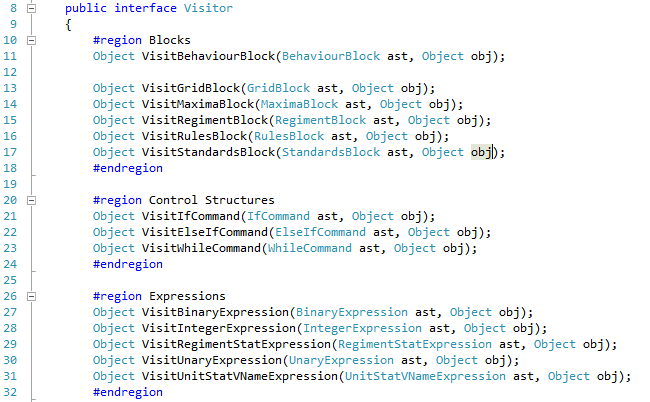 8 public interface Visitor
9 {
10 #region Blocks
11 Object VisitBehaviourBlock(BehaviourBlock ast, Object obj);
12
13 Object VisitGridBlock(GridBlock ast, Object obj);
14 Object VisitMaximaBlock(MaximaBlock ast, Object obj);
15 Object VisitRegimentBlock(RegimentBlock ast, Object obj);
16 Object VisitRulesBlock(RulesBlock ast, Object obj);
17 Object VisitStandardsBlock(StandardsBlock ast, Object obj);
18 #endregion
19
20 #region Control Structures
21 Object VisitIfCommand(IfCommand ast, Object obj);
22 Object VisitElseIfCommand(ElseIfCommand ast, Object obj);
23 Object VisitWhileCommand(WhileCommand ast, Object obj);
24 #endregion
25
26 #region Expressions
27 Object VisitBinaryExpression(BinaryExpression ast, Object obj);
28 Object VisitIntegerExpression(IntegerExpression ast, Object obj);
29 Object VisitRegimentStatExpression(RegimentStatExpression ast, Object obj);
30 Object VisitUnaryExpression(UnaryExpression ast, Object obj);
31 Object VisitUnitStatVNameExpression(UnitStatVNameExpression ast, Object obj);
32 #endregion